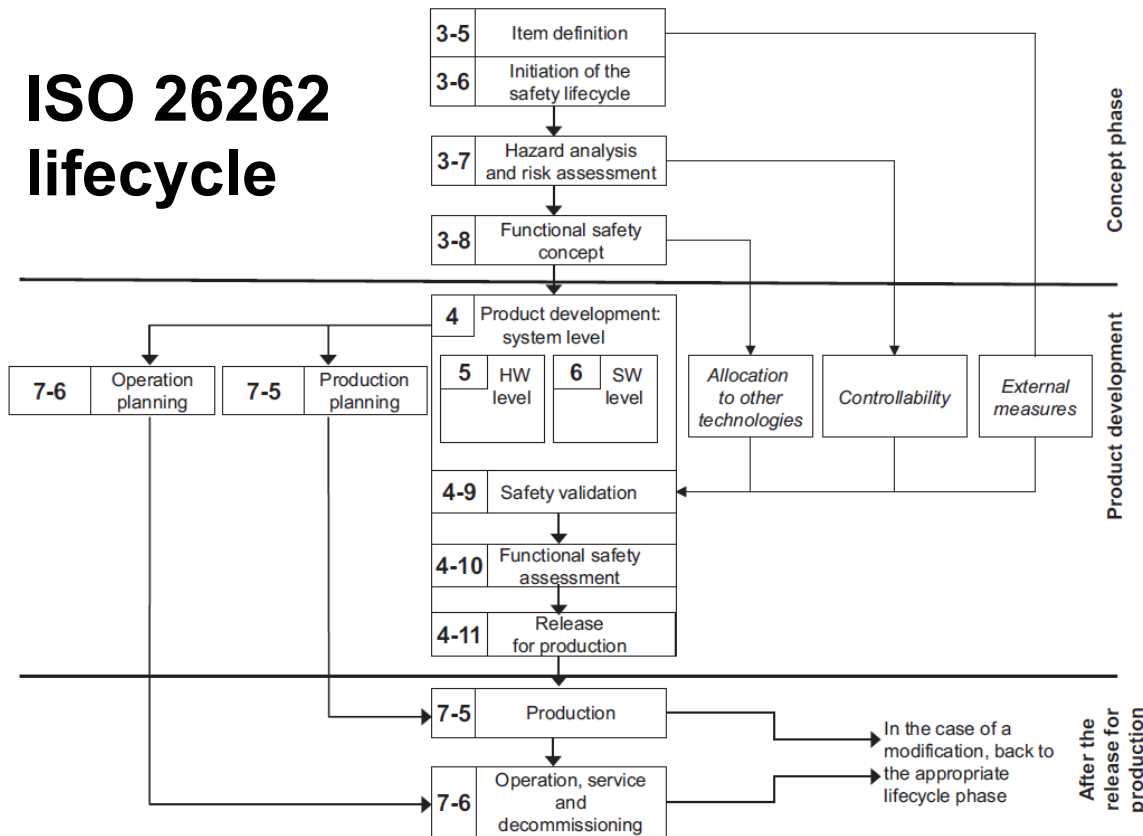 ISO 26262
lifecycle
3-5
Item definition
3-6
Initiation of the
safety lifecycle
3-7
Hazard analysis
and risk assessment
3-8
Functional safety
concept
Concept phase
4
Product development:
system level
5
HW
level
6
SW
level
7-6
Operation
planning
7-5
Production
planning
Allocation
to other
technologies
Controllability
External
measures
4-9
Safety validation
4-10
Functional safety
assessment
4-11
Release
for production
Product development
7-5
Production
7-6
Operation, service
and
decommissioning
In the case of a
modification, back to
the appropriate
lifecycle phase
After the
release for
production